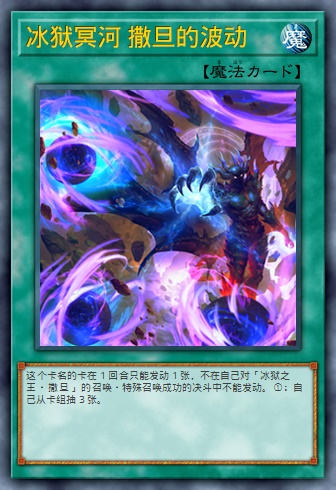 冰狱冥河 撒旦的波动
魔
【魔法カード】
这个卡名的卡在1回合只能发动1张，不在自己对「冰狱之
王·撒旦」的召唤·特殊召唤成功的决斗中不能发动。①：自
己从卡组抽3张。